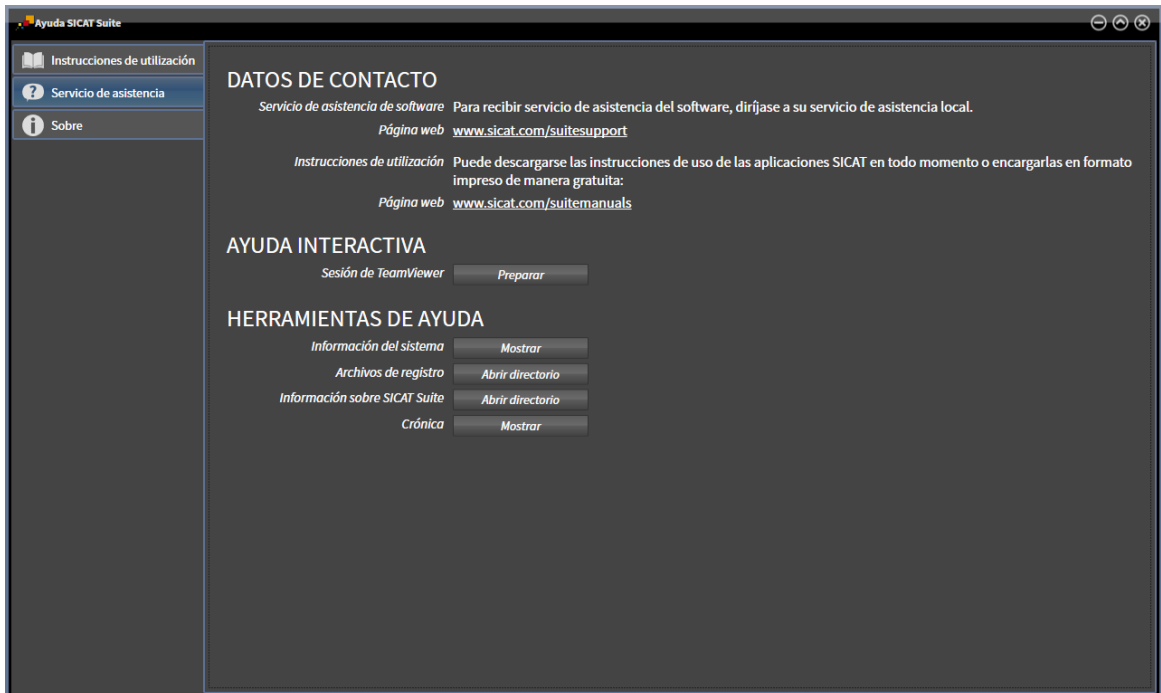 Ayuda SICAT Suite
Instrucciones de utilización
Servicio de asistencia
Sobre
DATOS DE CONTACTO
Servicio de asistencia de software Para recibir servicio de asistencia del software, diríjase a su servicio de asistencia local.
Página web www.sicat.com/suitesupport
Instrucciones de utilización Puede descargarse las instrucciones de uso de las aplicaciones SICAT en todo momento o encargarlas en formato
impreso de manera gratuita:
Página web www.sicat.com/suitemanuals
AYUDA INTERACTIVA
Sesión de TeamViewer Preparar
HERRAMIENTAS DE AYUDA
Información del sistema Mostrar
Archivos de registro Abrir directorio
Información sobre SICAT Suite Abrir directorio
Crónica Mostrar